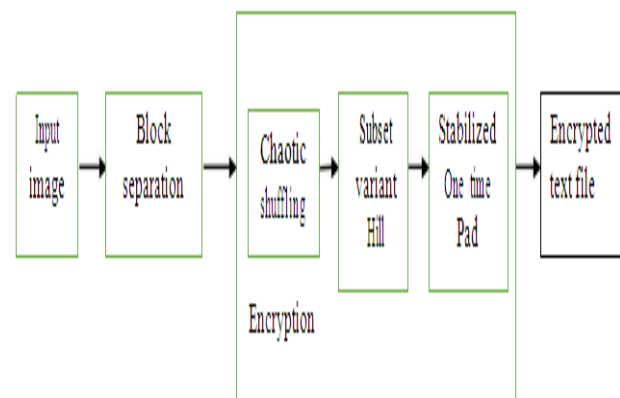 Input
image
Block
separation
Chaotic
shuffling
Subset
variant
Hill
Stabilized
One time
Pad
Encrypted
text file
Encryption